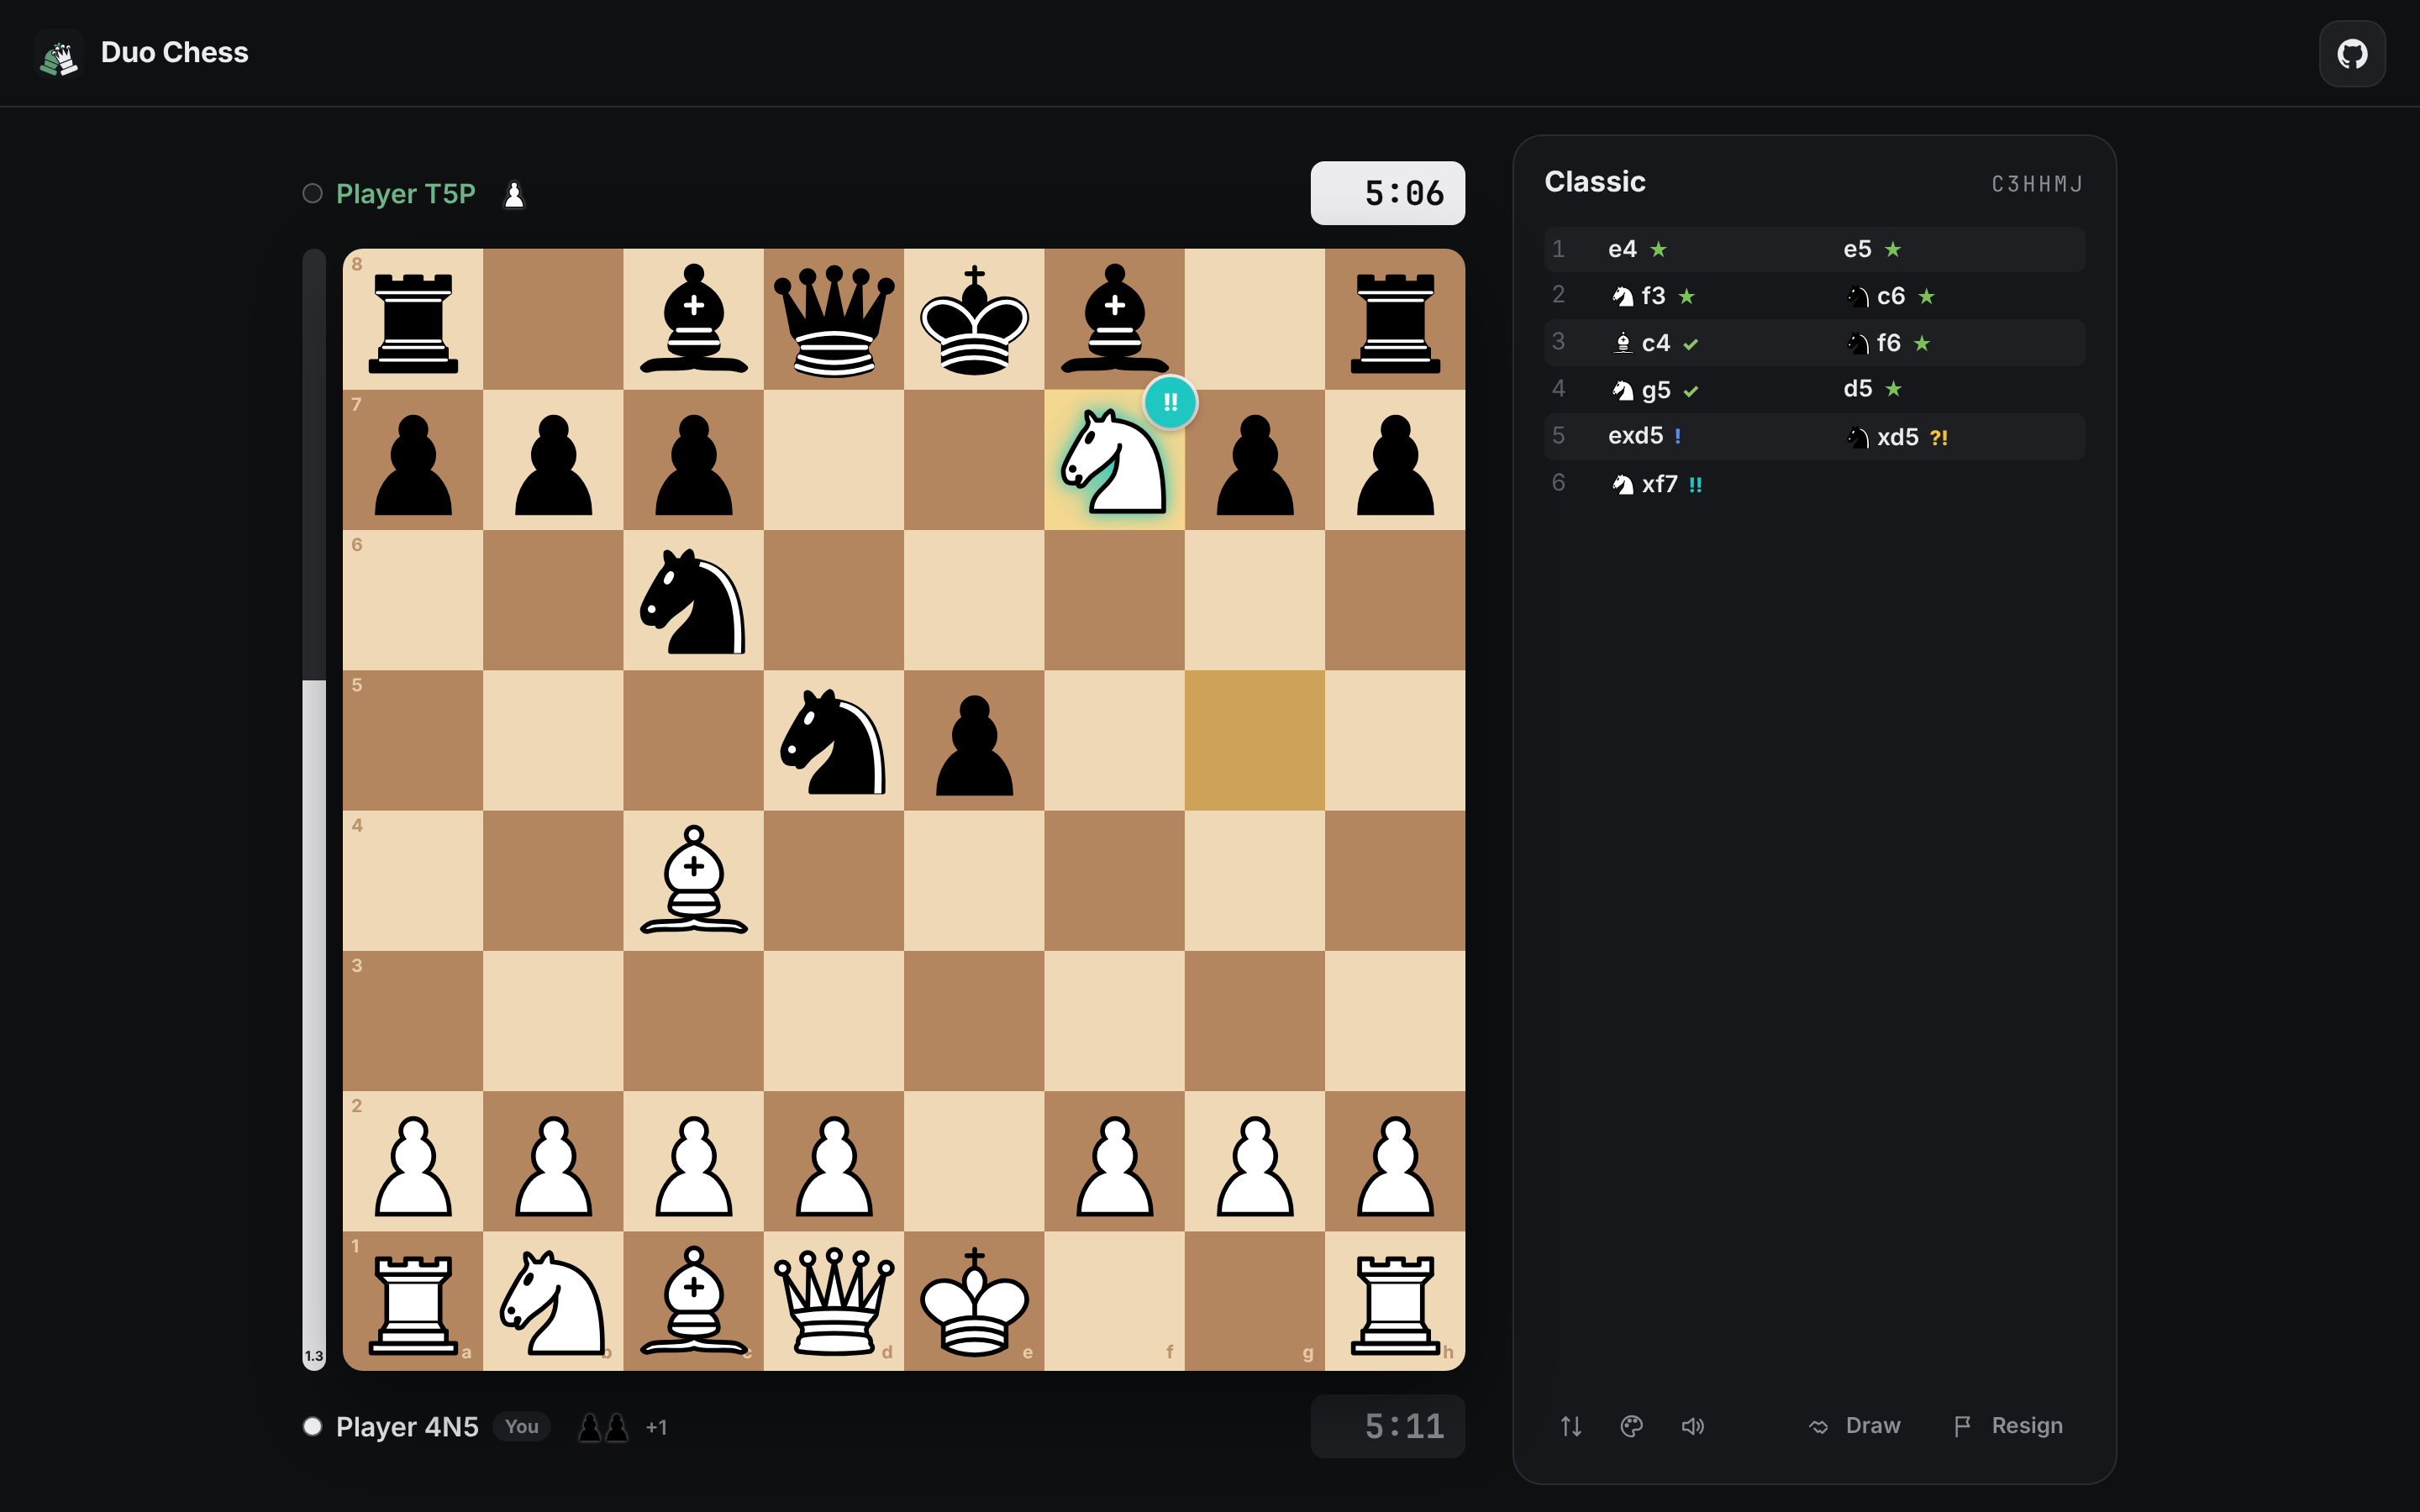 Duo Chess
Player T5P
5:06
Classic
C3HHMJ
1 e4 ★ e5 ★
2 f3 ★ c6 ★
3 c4 ✓ f6 ★
4 g5 ✓ d5 ★
5 exd5 ! xd5 ?!
6 xf7 !!
8
!!
7
6
5
4
3
2
1
a b c d e f g h
1.3
Player 4N5 You +1
5:11
Draw
Resign